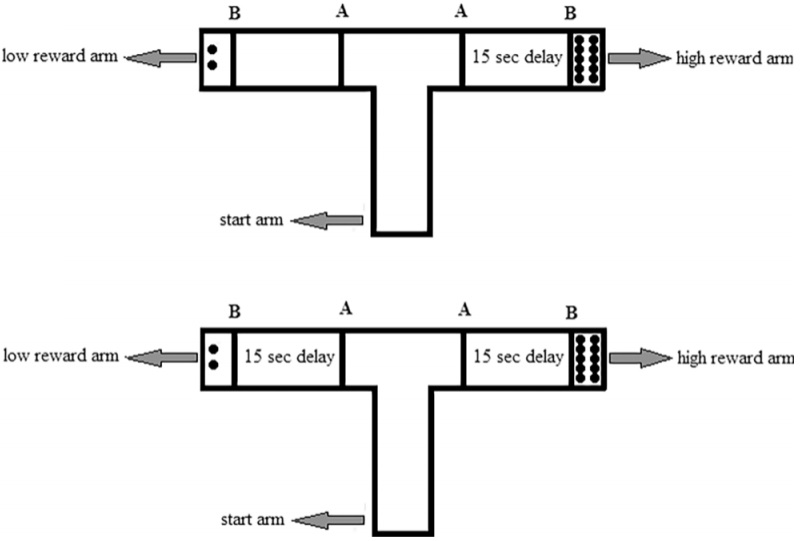 B A A B
low reward arm 15 sec delay high reward arm
start arm
B A A B
low reward arm 15 sec delay 15 sec delay high reward arm
start arm